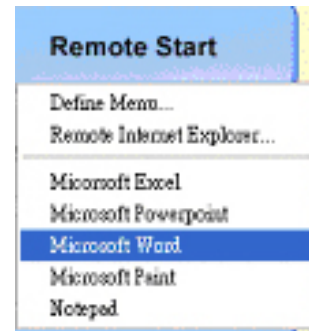 Remote Start
Define Menu...
Remote Internet Explorer...
Micorsoft Excel
Microsoft Powerpoint
Microsoft Word
Microsoft Paint
Notepad